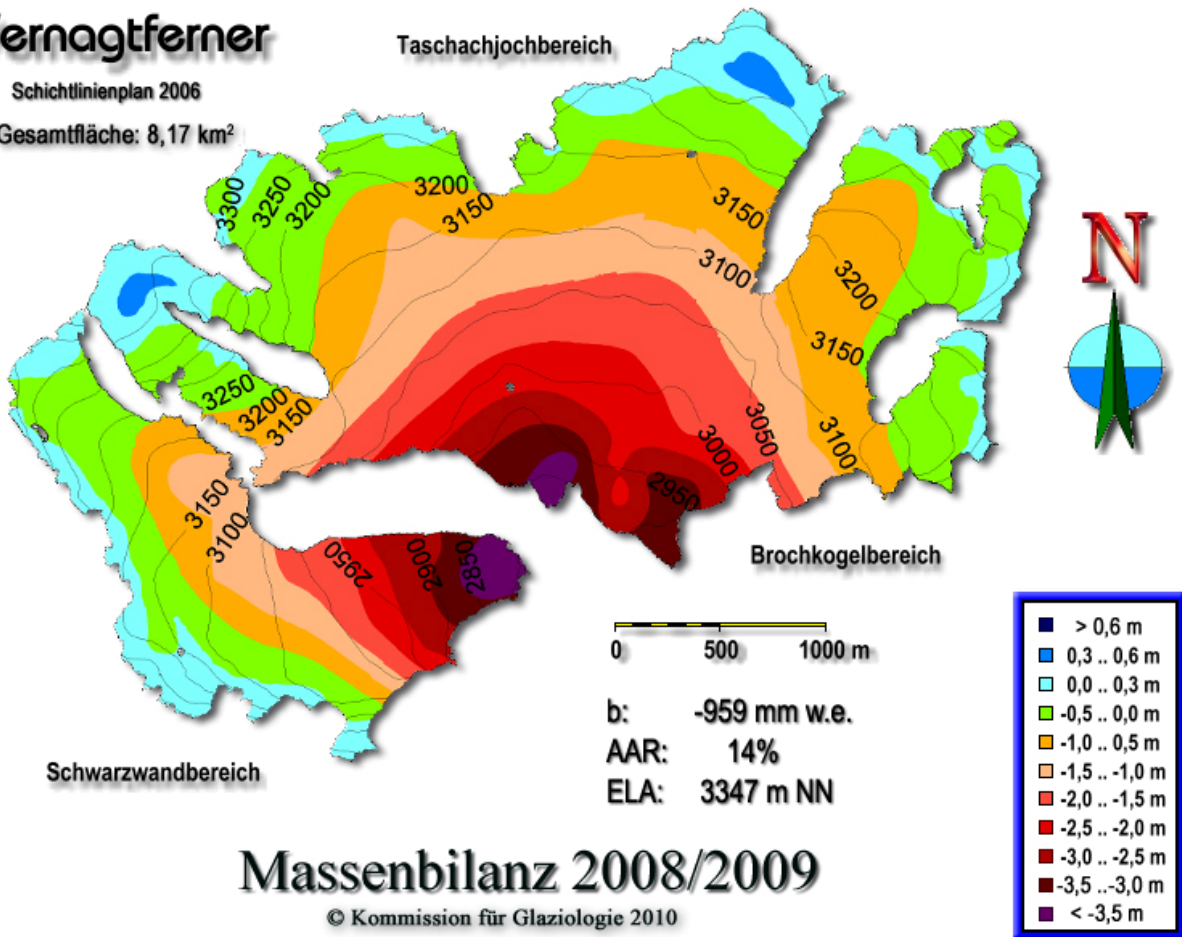 ernagtferner
Schichtlinienplan 2006
Gesamtfläche: 8,17 km²
Taschachjochbereich
3300
3250
3200
3200
3150
3150
3100
3200
3150
3100
3250
3200
3150
3050
3000
2950
3150
3100
2950
2900
2850
N
Brochkogelbereich
0 500 1000 m
b: -959 mm w.e.
AAR: 14%
ELA: 3347 m NN
Schwarzwandbereich
> 0,6 m
0,3 .. 0,6 m
0,0 .. 0,3 m
-0,5 .. 0,0 m
-1,0 .. 0,5 m
-1,5 .. -1,0 m
-2,0 .. -1,5 m
-2,5 .. -2,0 m
-3,0 .. -2,5 m
-3,5 ..-3,0 m
< -3,5 m
Massenbilanz 2008/2009
© Kommission für Glaziologie 2010